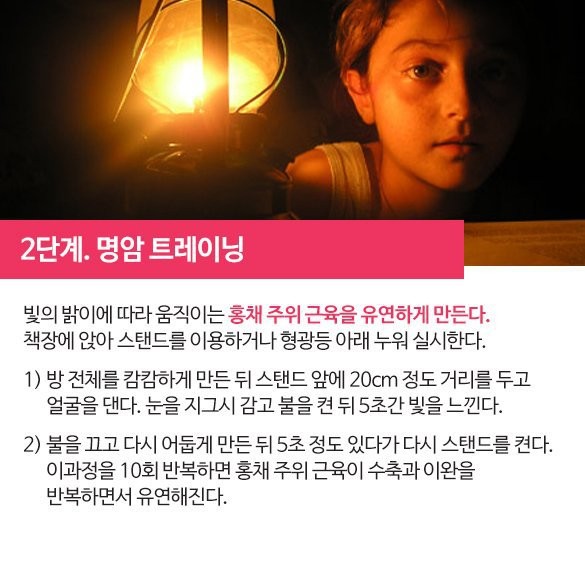 2단계. 명암 트레이닝
빛의 밝이에 따라 움직이는 홍채 주위 근육을 유연하게 만든다.
책장에 앉아 스탠드를 이용하거나 형광등 아래 누워 실시한다.
1) 방 전체를 캄캄하게 만든 뒤 스탠드 앞에 20cm 정도 거리를 두고
얼굴을 댄다. 눈을 지그시 감고 불을 켠 뒤 5초간 빛을 느낀다.
2) 불을 끄고 다시 어둡게 만든 뒤 5초 정도 있다가 다시 스탠드를 켠다.
이과정을 10회 반복하면 홍채 주위 근육이 수축과 이완을
반복하면서 유연해진다.